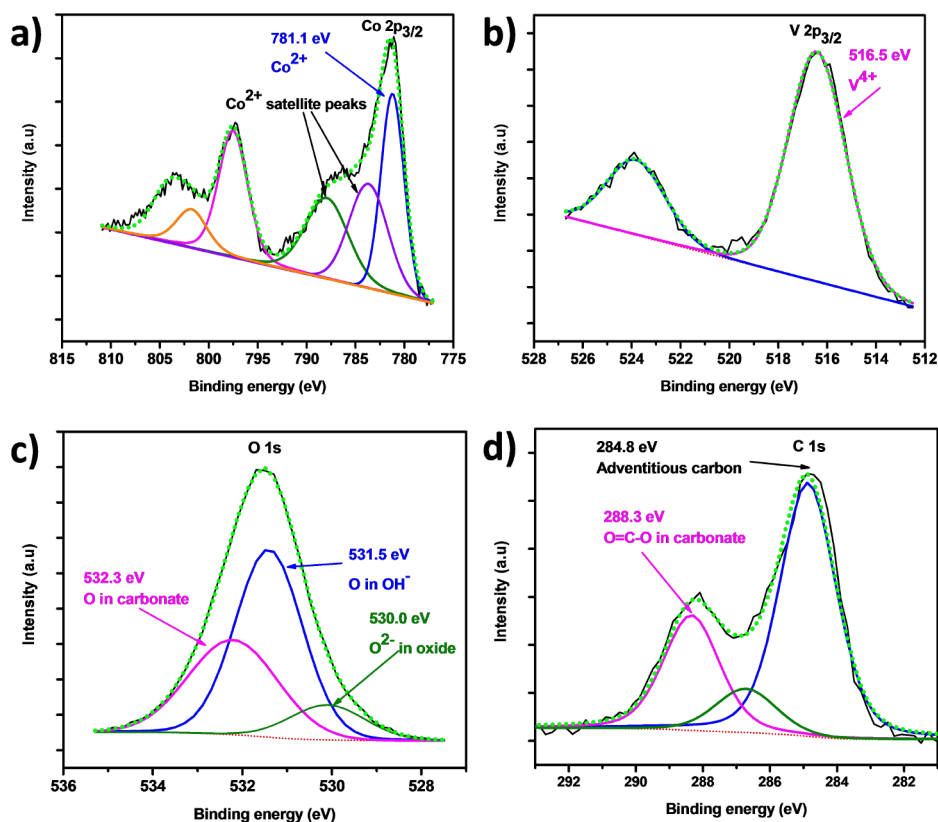 a)
Co 2p3/2
781.1 eV
Co2+
Co2+ satellite peaks
Intensity (a.u)
815 810 805 800 795 790 785 780 775
Binding energy (eV)
b)
V 2p3/2
516.5 eV
V4+
Intensity (a.u)
528 526 524 522 520 518 516 514 512
Binding energy (eV)
c)
O 1s
531.5 eV
O in OH-
532.3 eV
O in carbonate
530.0 eV
O2- in oxide
Intensity (a.u)
536 534 532 530 528
Binding energy (eV)
d)
C 1s
284.8 eV
Adventitious carbon
288.3 eV
O=C-O in carbonate
Intensity (a.u)
292 290 288 286 284 282
Binding energy (eV)